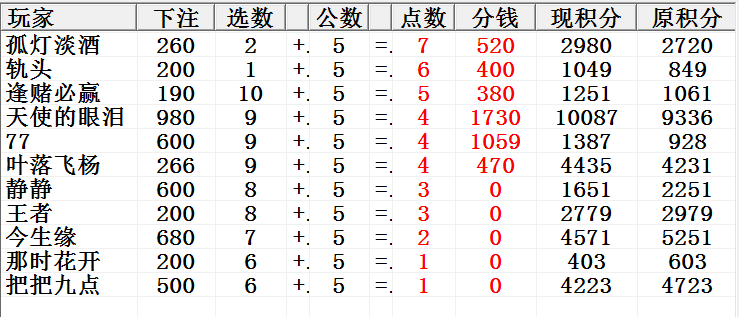 玩家 下注 选数 公数 点数 分钱 现积分 原积分
孤灯淡酒 260 2 +. 5 =. 7 520 2980 2720
轨头 200 1 +. 5 =. 6 400 1049 849
逢赌必赢 190 10 +. 5 =. 5 380 1251 1061
天使的眼泪 980 9 +. 5 =. 4 1730 10087 9336
77 600 9 +. 5 =. 4 1059 1387 928
叶落飞杨 266 9 +. 5 =. 4 470 4435 4231
静静 600 8 +. 5 =. 3 0 1651 2251
王者 200 8 +. 5 =. 3 0 2779 2979
今生缘 680 7 +. 5 =. 2 0 4571 5251
那时花开 200 6 +. 5 =. 1 0 403 603
把把九点 500 6 +. 5 =. 1 0 4223 4723